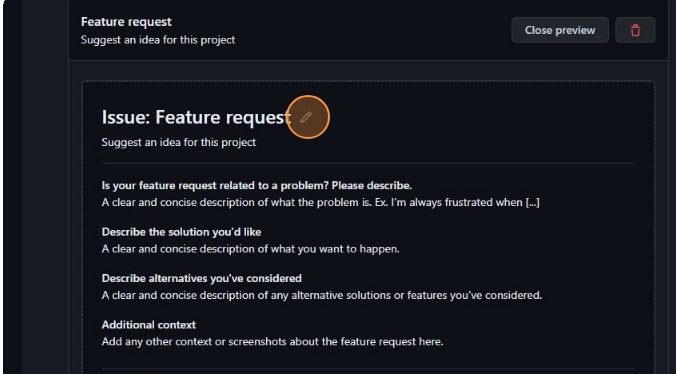 Feature request
Suggest an idea for this project
Close preview
Issue: Feature request
Suggest an idea for this project
Is your feature request related to a problem? Please describe.
A clear and concise description of what the problem is. Ex. I'm always frustrated when [...]
Describe the solution you'd like
A clear and concise description of what you want to happen.
Describe alternatives you've considered
A clear and concise description of any alternative solutions or features you've considered.
Additional context
Add any other context or screenshots about the feature request here.